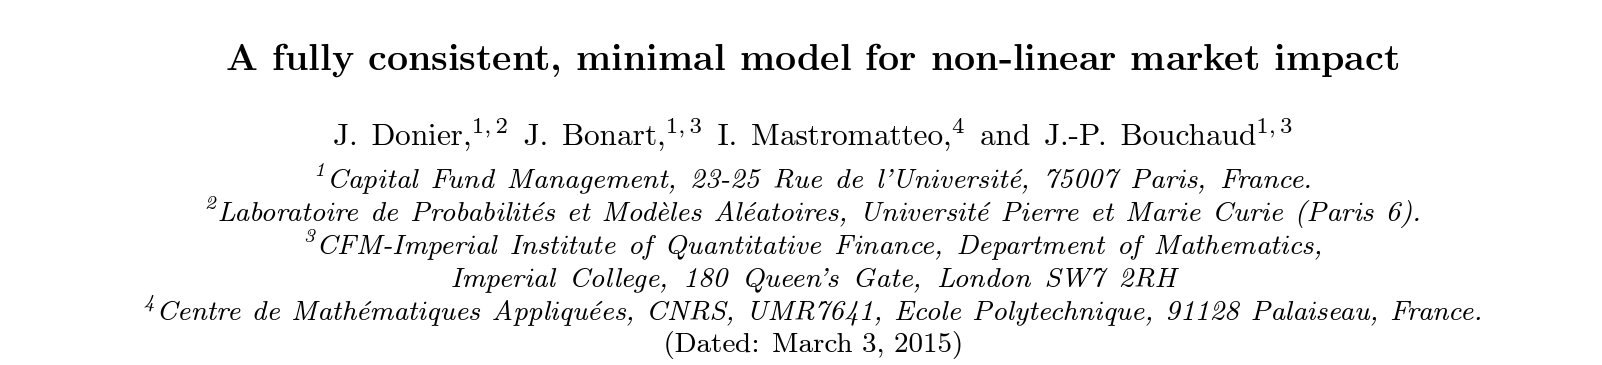 A fully consistent, minimal model for non-linear market impact
J. Donier,1, 2 J. Bonart,1, 3 I. Mastromatteo,4 and J.-P. Bouchaud1, 3
1Capital Fund Management, 23-25 Rue de l'Université, 75007 Paris, France.
2Laboratoire de Probabilités et Modèles Aléatoires, Université Pierre et Marie Curie (Paris 6).
3CFM-Imperial Institute of Quantitative Finance, Department of Mathematics,
Imperial College, 180 Queen's Gate, London SW7 2RH
4Centre de Mathématiques Appliquées, CNRS, UMR7641, Ecole Polytechnique, 91128 Palaiseau, France.
(Dated: March 3, 2015)